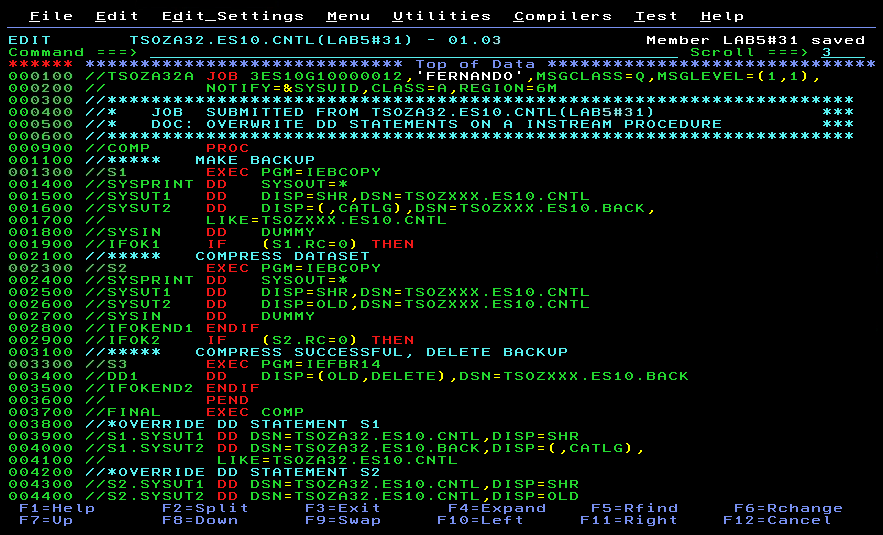 File  Edit  Edit_Settings  Menu  Utilities  Compilers  Test  Help
EDIT       TSOZA32.ES10.CNTL(LAB5#31) - 01.03             Member LAB5#31 saved
Command ===>                                                  Scroll ===> 3
****** ***************************** Top of Data ******************************
000100 //TSOZA32A JOB 3ES10G10000012,'FERNANDO',MSGCLASS=Q,MSGLEVEL=(1,1),
000200 //         NOTIFY=&SYSUID,CLASS=A,REGION=6M
000300 //********************************************************************
000400 //*   JOB  SUBMITTED FROM TSOZA32.ES10.CNTL(LAB5#31)               ***
000500 //*   DOC: OVERWRITE DD STATEMENTS ON A INSTREAM PROCEDURE         ***
000600 //********************************************************************
000900 //COMP     PROC
001100 //*****   MAKE BACKUP
001300 //S1       EXEC PGM=IEBCOPY
001400 //SYSPRINT DD   SYSOUT=*
001500 //SYSUT1   DD   DISP=SHR,DSN=TSOZXXX.ES10.CNTL
001600 //SYSUT2   DD   DISP=(,CATLG),DSN=TSOZXXX.ES10.BACK,
001700 //         LIKE=TSOZXXX.ES10.CNTL
001800 //SYSIN    DD   DUMMY
001900 //IFOK1    IF   (S1.RC=0) THEN
002100 //*****   COMPRESS DATASET
002300 //S2       EXEC PGM=IEBCOPY
002400 //SYSPRINT DD   SYSOUT=*
002500 //SYSUT1   DD   DISP=SHR,DSN=TSOZXXX.ES10.CNTL
002600 //SYSUT2   DD   DISP=OLD,DSN=TSOZXXX.ES10.CNTL
002700 //SYSIN    DD   DUMMY
002800 //IFOKEND1 ENDIF
002900 //IFOK2    IF   (S2.RC=0) THEN
003100 //*****   COMPRESS SUCCESSFUL, DELETE BACKUP
003300 //S3       EXEC PGM=IEFBR14
003400 //DD1      DD   DISP=(OLD,DELETE),DSN=TSOZXXX.ES10.BACK
003500 //IFOKEND2 ENDIF
003600 //         PEND
003700 //FINAL    EXEC COMP
003800 //*OVERRIDE DD STATEMENT S1
003900 //S1.SYSUT1 DD DSN=TSOZA32.ES10.CNTL,DISP=SHR
004000 //S1.SYSUT2 DD DSN=TSOZA32.ES10.BACK,DISP=(,CATLG),
004100 //          LIKE=TSOZA32.ES10.CNTL
004200 //*OVERRIDE DD STATEMENT S2
004300 //S2.SYSUT1 DD DSN=TSOZA32.ES10.CNTL,DISP=SHR
004400 //S2.SYSUT2 DD DSN=TSOZA32.ES10.CNTL,DISP=OLD
F1=Help      F2=Split     F3=Exit      F4=Expand    F5=Rfind     F6=Rchange
F7=Up        F8=Down      F9=Swap     F10=Left     F11=Right    F12=Cancel